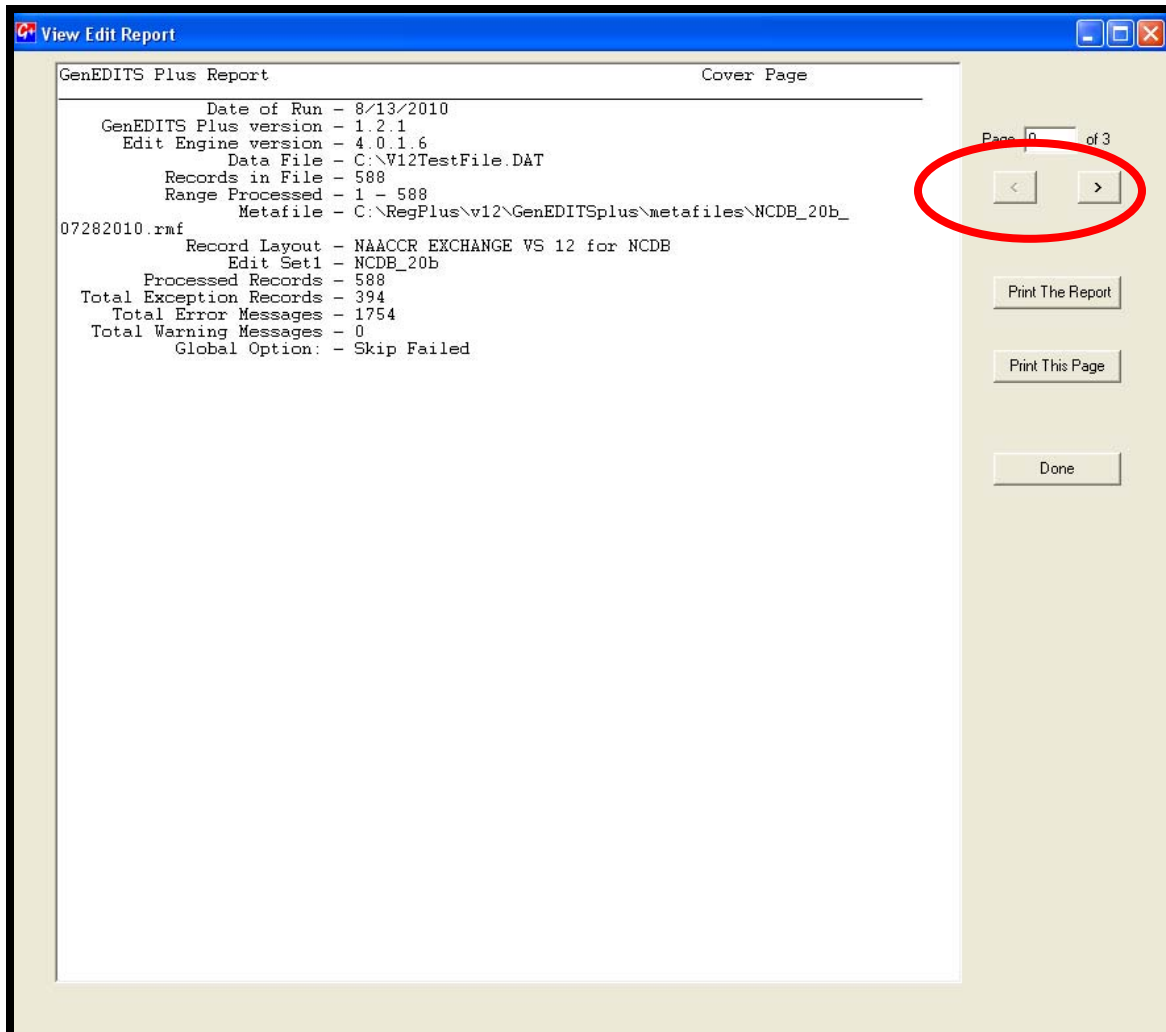 View Edit Report
GenEDITS Plus Report Cover Page
Date of Run - 8/13/2010
GenEDITS Plus version - 1.2.1
Edit Engine version - 4.0.1.6
Data File - C:\V12TestFile.DAT
Records in File - 588
Range Processed - 1 - 588
Metafile - C:\RegPlus\v12\GenEDITSplus\metafiles\NCDB_20b_
07282010.rmf
Record Layout - NAACCR EXCHANGE VS 12 for NCDB
Edit Set1 - NCDB_20b
Processed Records - 588
Total Exception Records - 394
Total Error Messages - 1754
Total Warning Messages - 0
Global Option: - Skip Failed
Page 0 of 3
< >
Print The Report
Print This Page
Done